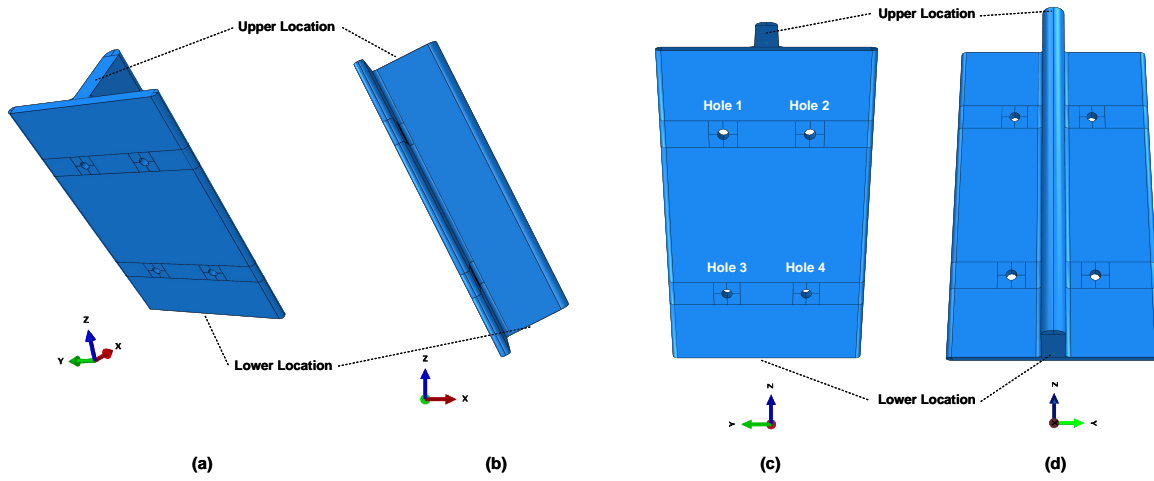 Upper Location
Upper Location
Hole 1
Hole 2
Hole 3
Hole 4
Z
X
Y
Lower Location
Z
X
Lower Location
Z
Y
Z
X
Y
(a)
(b)
(c)
(d)